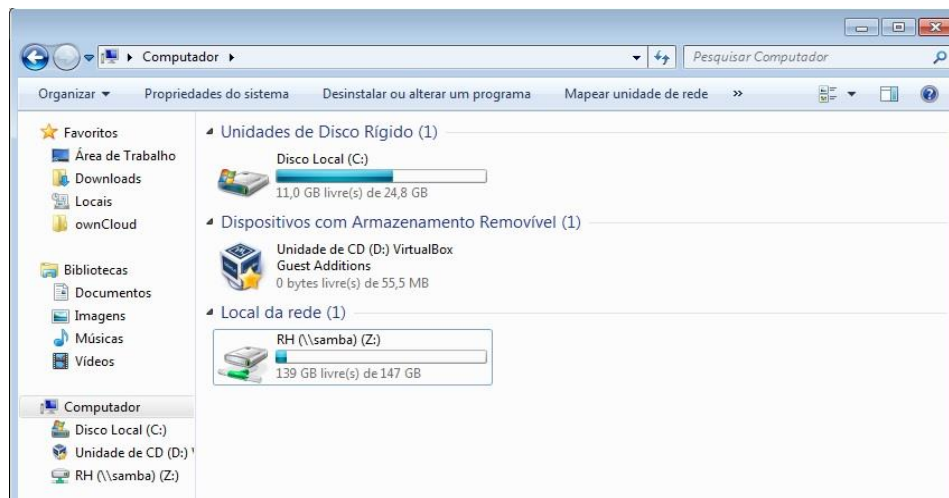 Computador
Pesquisar Computador
Organizar
Propriedades do sistema
Desinstalar ou alterar um programa
Mapear unidade de rede
»
Favoritos
Área de Trabalho
Downloads
Locais
ownCloud
Bibliotecas
Documentos
Imagens
Músicas
Vídeos
Computador
Disco Local (C:)
Unidade de CD (D:) V
RH (\\samba) (Z:)
Unidades de Disco Rígido (1)
Disco Local (C:)
11,0 GB livre(s) de 24,8 GB
Dispositivos com Armazenamento Removível (1)
Unidade de CD (D:) VirtualBox
Guest Additions
0 bytes livre(s) de 55,5 MB
Local da rede (1)
RH (\\samba) (Z:)
139 GB livre(s) de 147 GB